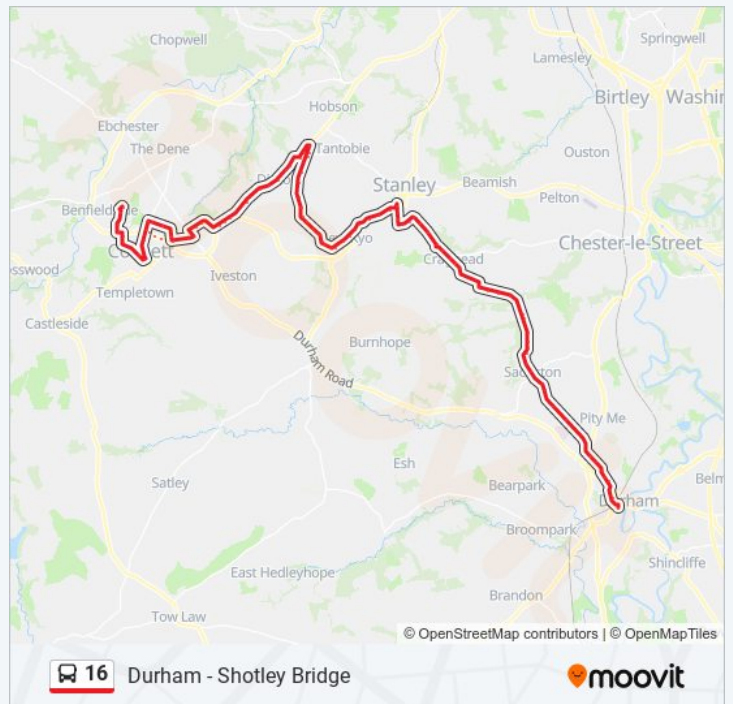 Chopwell
Springwell
Lamesley
Birtley
Washin
Hobson
Ebchester
The Dene
Tantobie
Ouston
Stanley
Beamish
Pelton
Benfieldside
Chester-le-Street
Iveston
Templetown
Castleside
Durham Road
Burnhope
Pity Me
Esh
Satley
Bearpark
Durham
Belm
Broompark
Shincliffe
East Hedleyhope
Brandon
Tow Law
© OpenStreetMap contributors | © OpenMapTiles
16 Durham - Shotley Bridge
moovit